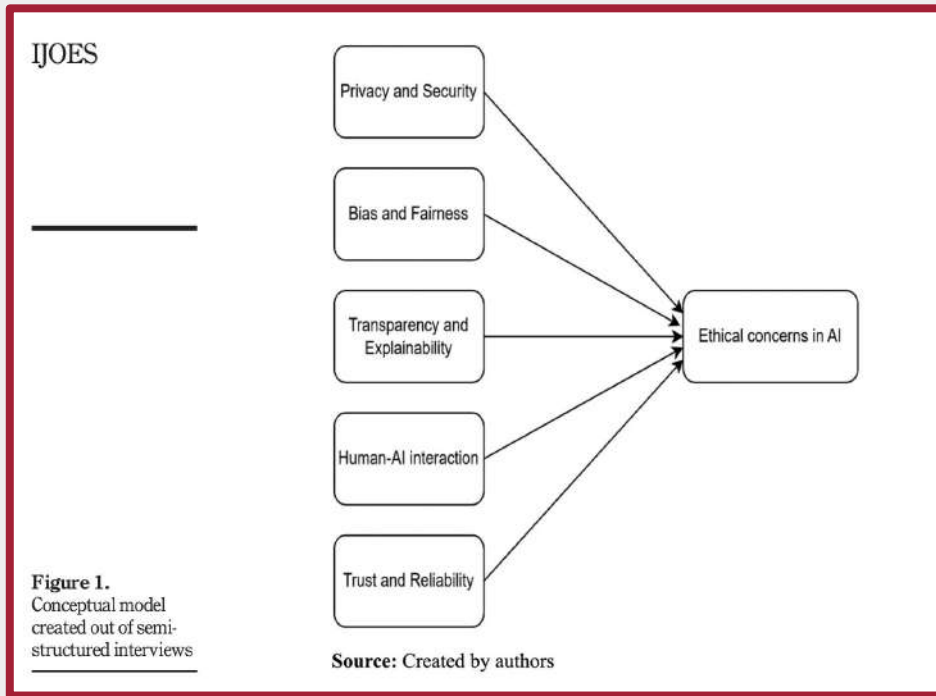 IJOES
Privacy and Security
Bias and Fairness
Transparency and
Explainability
Human-AI interaction
Trust and Reliability
Ethical concerns in AI
Figure 1.
Conceptual model
created out of semi-
structured interviews
Source: Created by authors